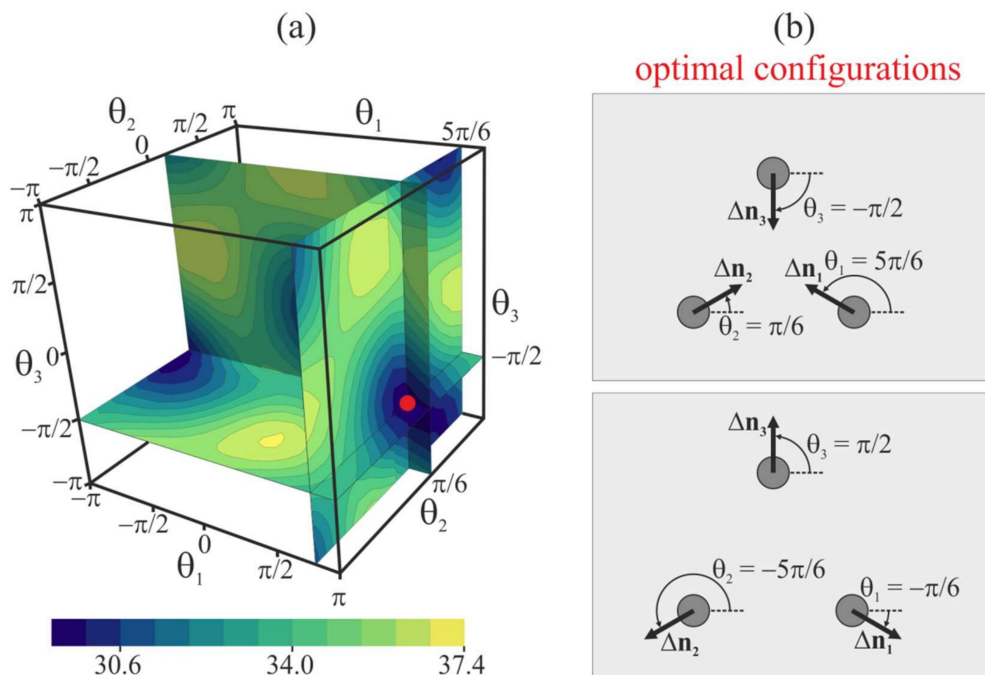 (a)
(b)
optimal configurations
θ₂
π
π/2
0
−π/2
−π
θ₁
5π/6
π
π/2
θ₃
0
−π/2
−π
θ₃
−π/2
−π
−π/2
θ₁
0
π/2
π
θ₂
π/6
30.6
34.0
37.4
Δn₃
θ₃ = −π/2
Δn₂
Δn₁
θ₁ = 5π/6
θ₂ = π/6
Δn₃
θ₃ = π/2
θ₂ = −5π/6
θ₁ = −π/6
Δn₂
Δn₁